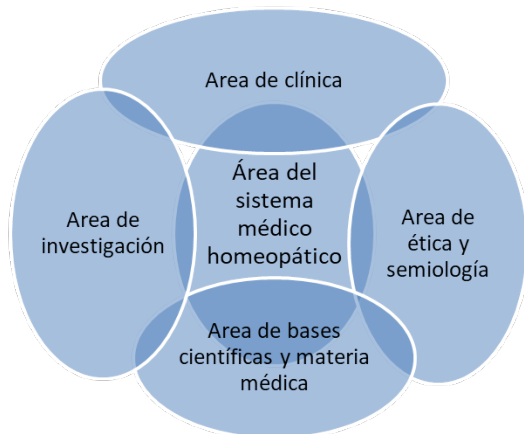 Area de clínica
Área del
sistema
médico
homeopático
Area de
investigación
Area de
ética y
semiología
Area de bases
científicas y materia
médica